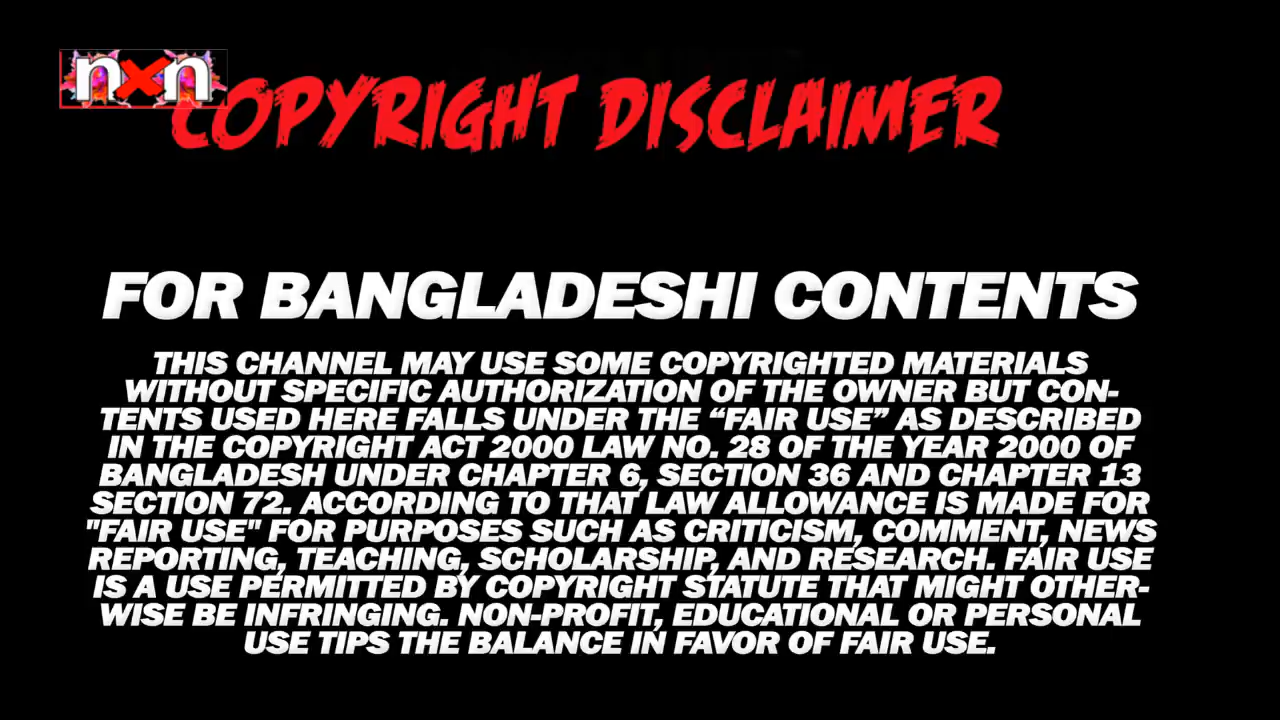 nxn
COPYRIGHT DISCLAIMER
FOR BANGLADESHI CONTENTS
THIS CHANNEL MAY USE SOME COPYRIGHTED MATERIALS
WITHOUT SPECIFIC AUTHORIZATION OF THE OWNER BUT CON-
TENTS USED HERE FALLS UNDER THE “FAIR USE” AS DESCRIBED
IN THE COPYRIGHT ACT 2000 LAW NO. 28 OF THE YEAR 2000 OF
BANGLADESH UNDER CHAPTER 6, SECTION 36 AND CHAPTER 13
SECTION 72. ACCORDING TO THAT LAW ALLOWANCE IS MADE FOR
"FAIR USE" FOR PURPOSES SUCH AS CRITICISM, COMMENT, NEWS
REPORTING, TEACHING, SCHOLARSHIP, AND RESEARCH. FAIR USE
IS A USE PERMITTED BY COPYRIGHT STATUTE THAT MIGHT OTHER-
WISE BE INFRINGING. NON-PROFIT, EDUCATIONAL OR PERSONAL
USE TIPS THE BALANCE IN FAVOR OF FAIR USE.